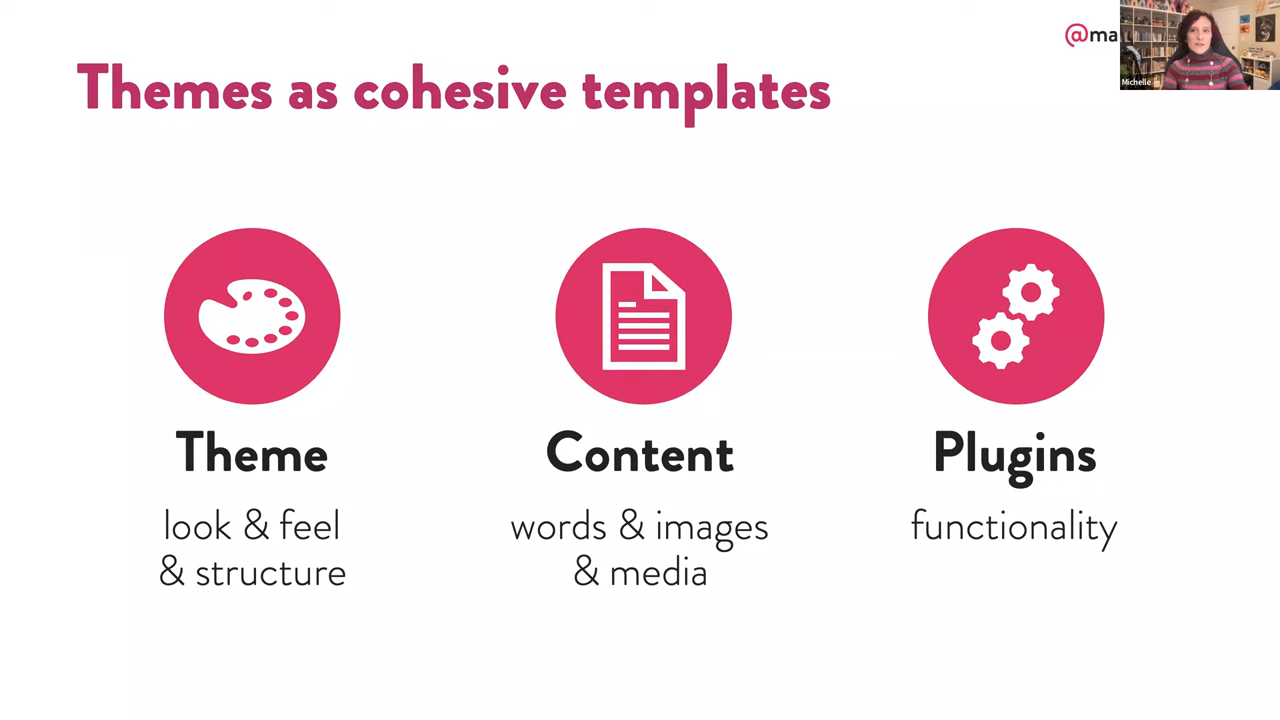 @ma
Michelle
Themes as cohesive templates
Theme
look & feel
& structure
Content
words & images
& media
Plugins
functionality